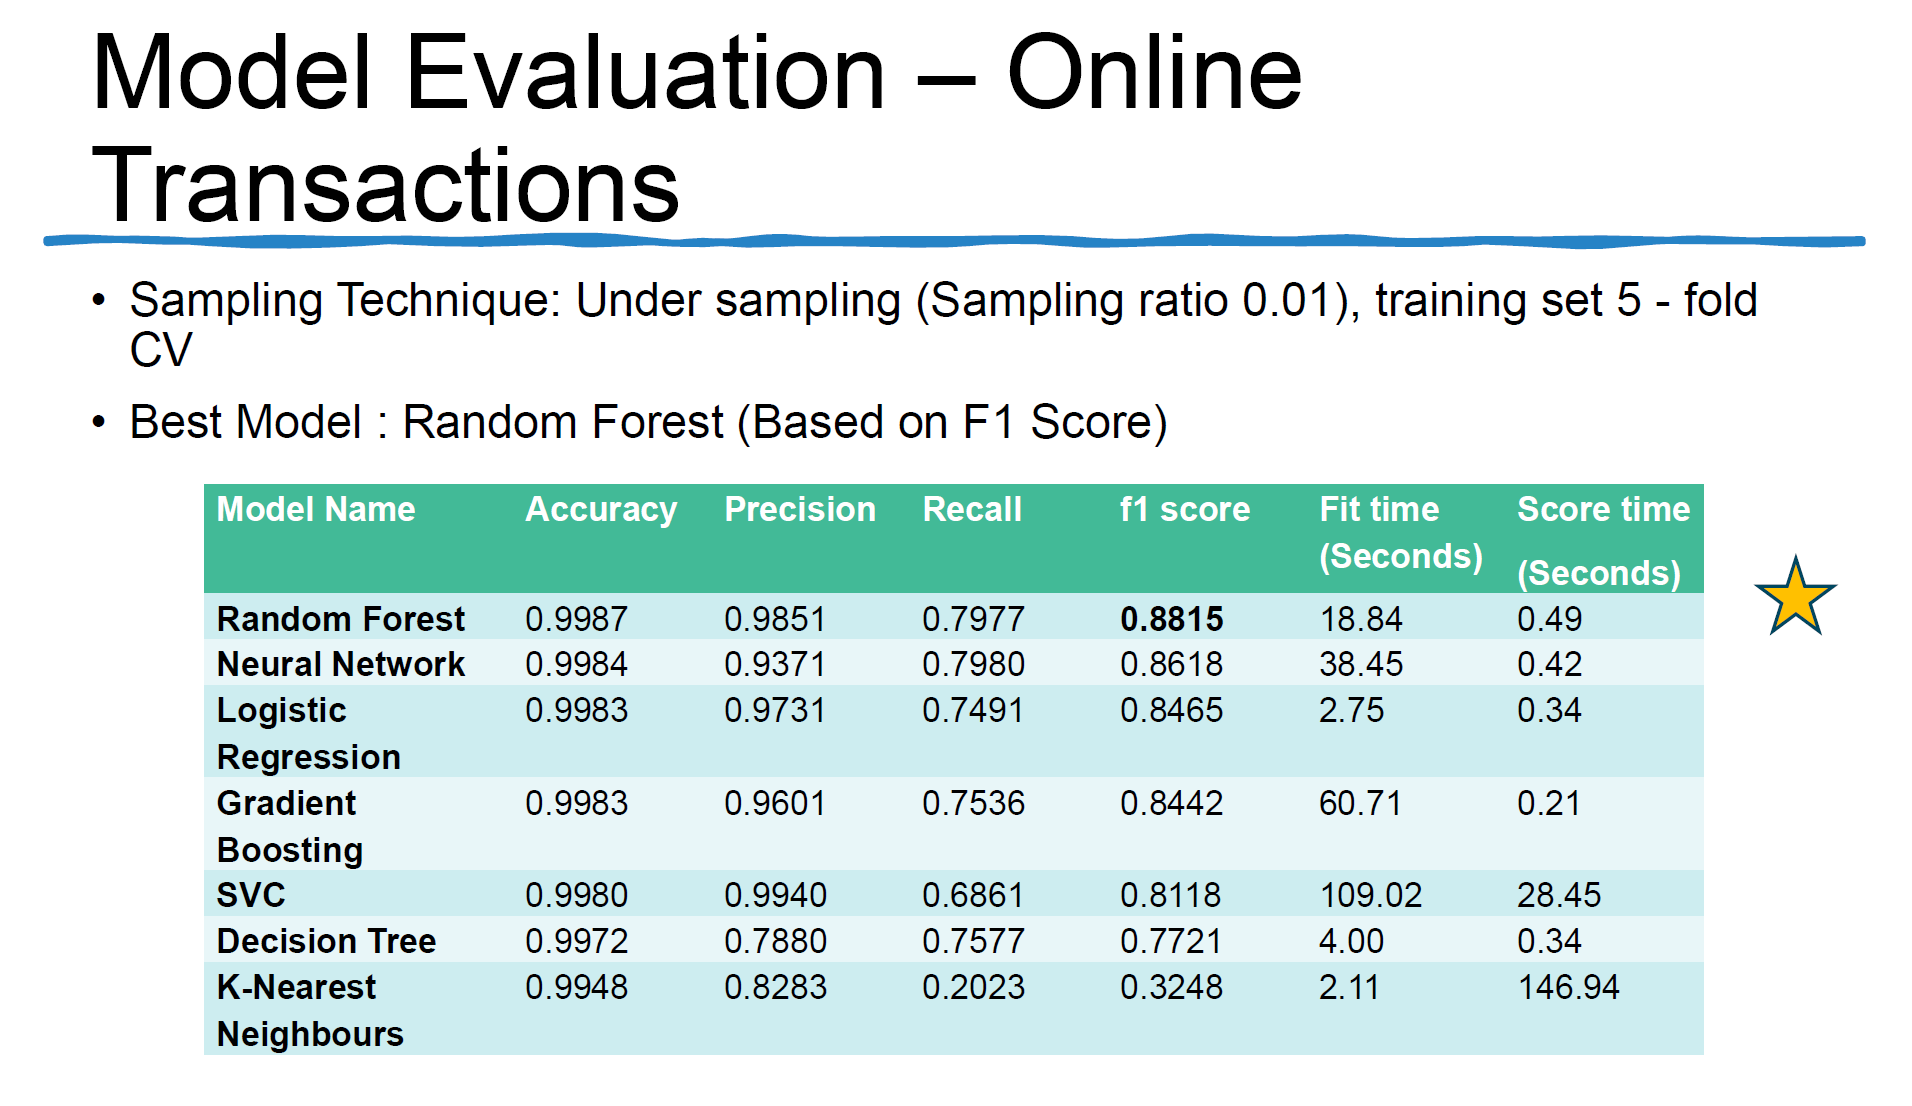 Model Evaluation – Online
Transactions
• Sampling Technique: Under sampling (Sampling ratio 0.01), training set 5 - fold
CV
• Best Model : Random Forest (Based on F1 Score)
Model Name Accuracy Precision Recall f1 score Fit time (Seconds) Score time (Seconds)
Random Forest 0.9987 0.9851 0.7977 0.8815 18.84 0.49
Neural Network 0.9984 0.9371 0.7980 0.8618 38.45 0.42
Logistic Regression 0.9983 0.9731 0.7491 0.8465 2.75 0.34
Gradient Boosting 0.9983 0.9601 0.7536 0.8442 60.71 0.21
SVC 0.9980 0.9940 0.6861 0.8118 109.02 28.45
Decision Tree 0.9972 0.7880 0.7577 0.7721 4.00 0.34
K-Nearest Neighbours 0.9948 0.8283 0.2023 0.3248 2.11 146.94